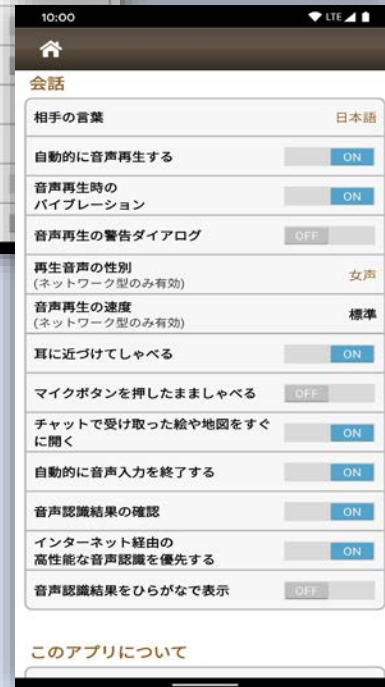 10:00
LTE
会話
相手の言葉 日本語
自動的に音声再生する ON
音声再生時の
バイブレーション ON
音声再生の警告ダイアログ OFF
再生音声の性別
(ネットワーク型のみ有効) 女声
音声再生の速度
(ネットワーク型のみ有効) 標準
耳に近づけてしゃべる ON
マイクボタンを押したまましゃべる OFF
チャットで受け取った絵や地図をすぐ
に開く ON
自動的に音声入力を終了する ON
音声認識結果の確認 ON
インターネット経由の
高性能な音声認識を優先する ON
音声認識結果をひらがなで表示 OFF
このアプリについて